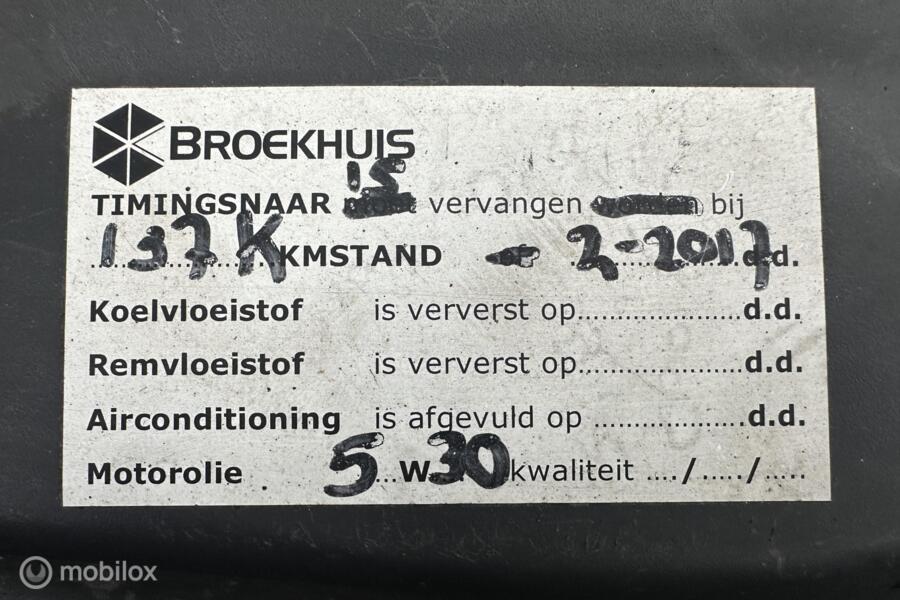 BROEKHUIS
TIMINGSNAAR is vervangen bij
137K KMSTAND 2-2017 d.d.
Koelvloeistof is ververst op....................d.d.
Remvloeistof is ververst op....................d.d.
Airconditioning is afgevuld op ..................d.d.
Motorolie 5...W30 kwaliteit ..../...../.....
mobilox